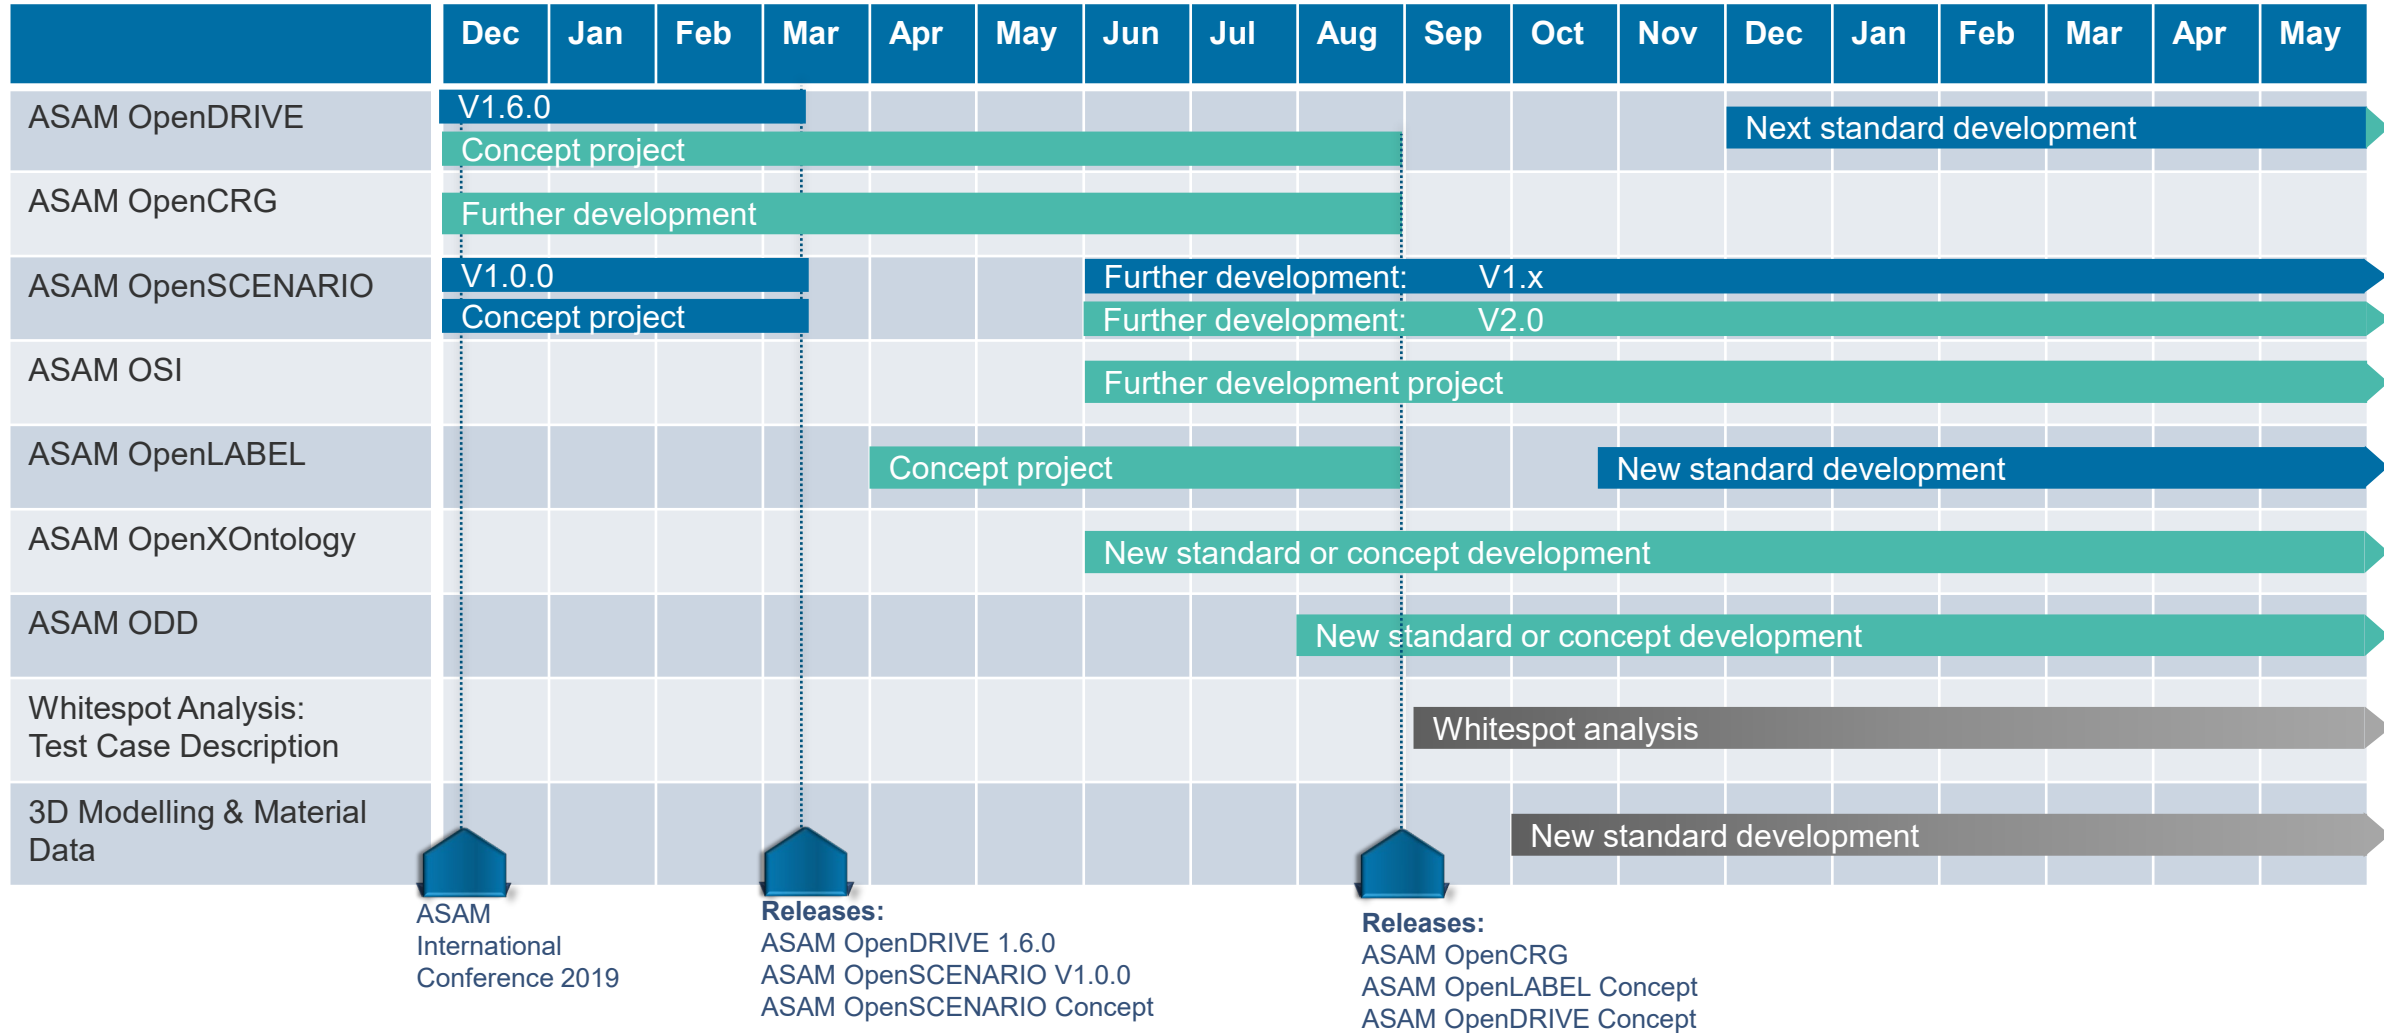 Dec Jan Feb Mar Apr May Jun Jul Aug Sep Oct Nov Dec Jan Feb Mar Apr May
ASAM OpenDRIVE
V1.6.0
Concept project
Next standard development
ASAM OpenCRG
Further development
ASAM OpenSCENARIO
V1.0.0
Concept project
Further development: V1.x
Further development: V2.0
ASAM OSI
Further development project
ASAM OpenLABEL
Concept project
New standard development
ASAM OpenXOntology
New standard or concept development
ASAM ODD
New standard or concept development
Whitespot Analysis:
Test Case Description
Whitespot analysis
3D Modelling & Material
Data
New standard development
ASAM
International
Conference 2019
Releases:
ASAM OpenDRIVE 1.6.0
ASAM OpenSCENARIO V1.0.0
ASAM OpenSCENARIO Concept
Releases:
ASAM OpenCRG
ASAM OpenLABEL Concept
ASAM OpenDRIVE Concept